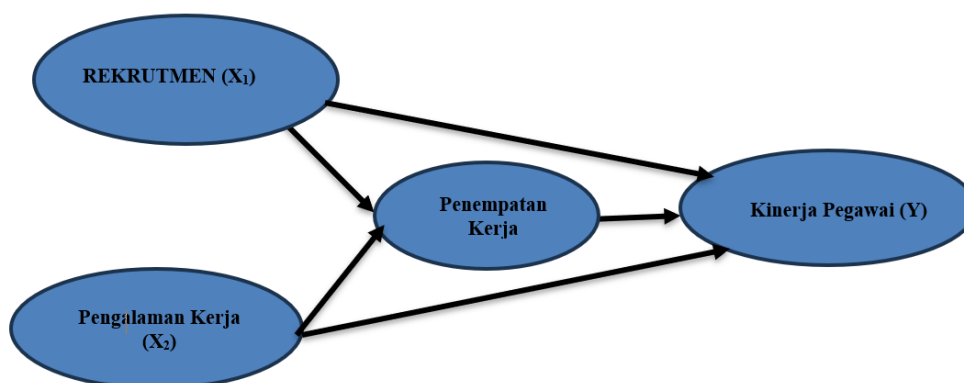 REKRUTMEN (X₁)
Penempatan
Kerja
Kinerja Pegawai (Y)
Pengalaman Kerja
(X₂)